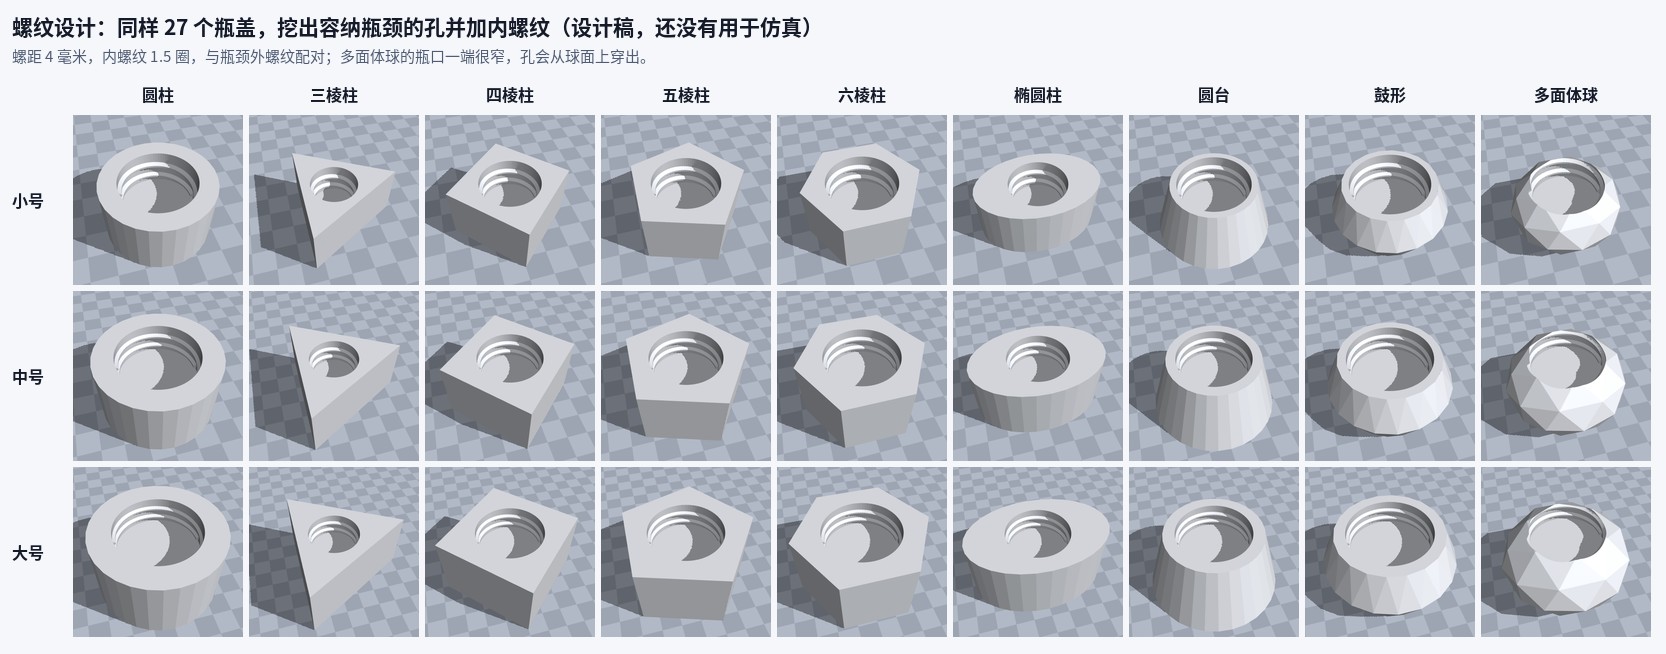 螺纹设计：同样 27 个瓶盖，挖出容纳瓶颈的孔并加内螺纹（设计稿，还没有用于仿真）
螺距 4 毫米，内螺纹 1.5 圈，与瓶颈外螺纹配对；多面体球的瓶口一端很窄，孔会从球面上穿出。
圆柱 三棱柱 四棱柱 五棱柱 六棱柱 椭圆柱 圆台 鼓形 多面体球
小号
中号
大号